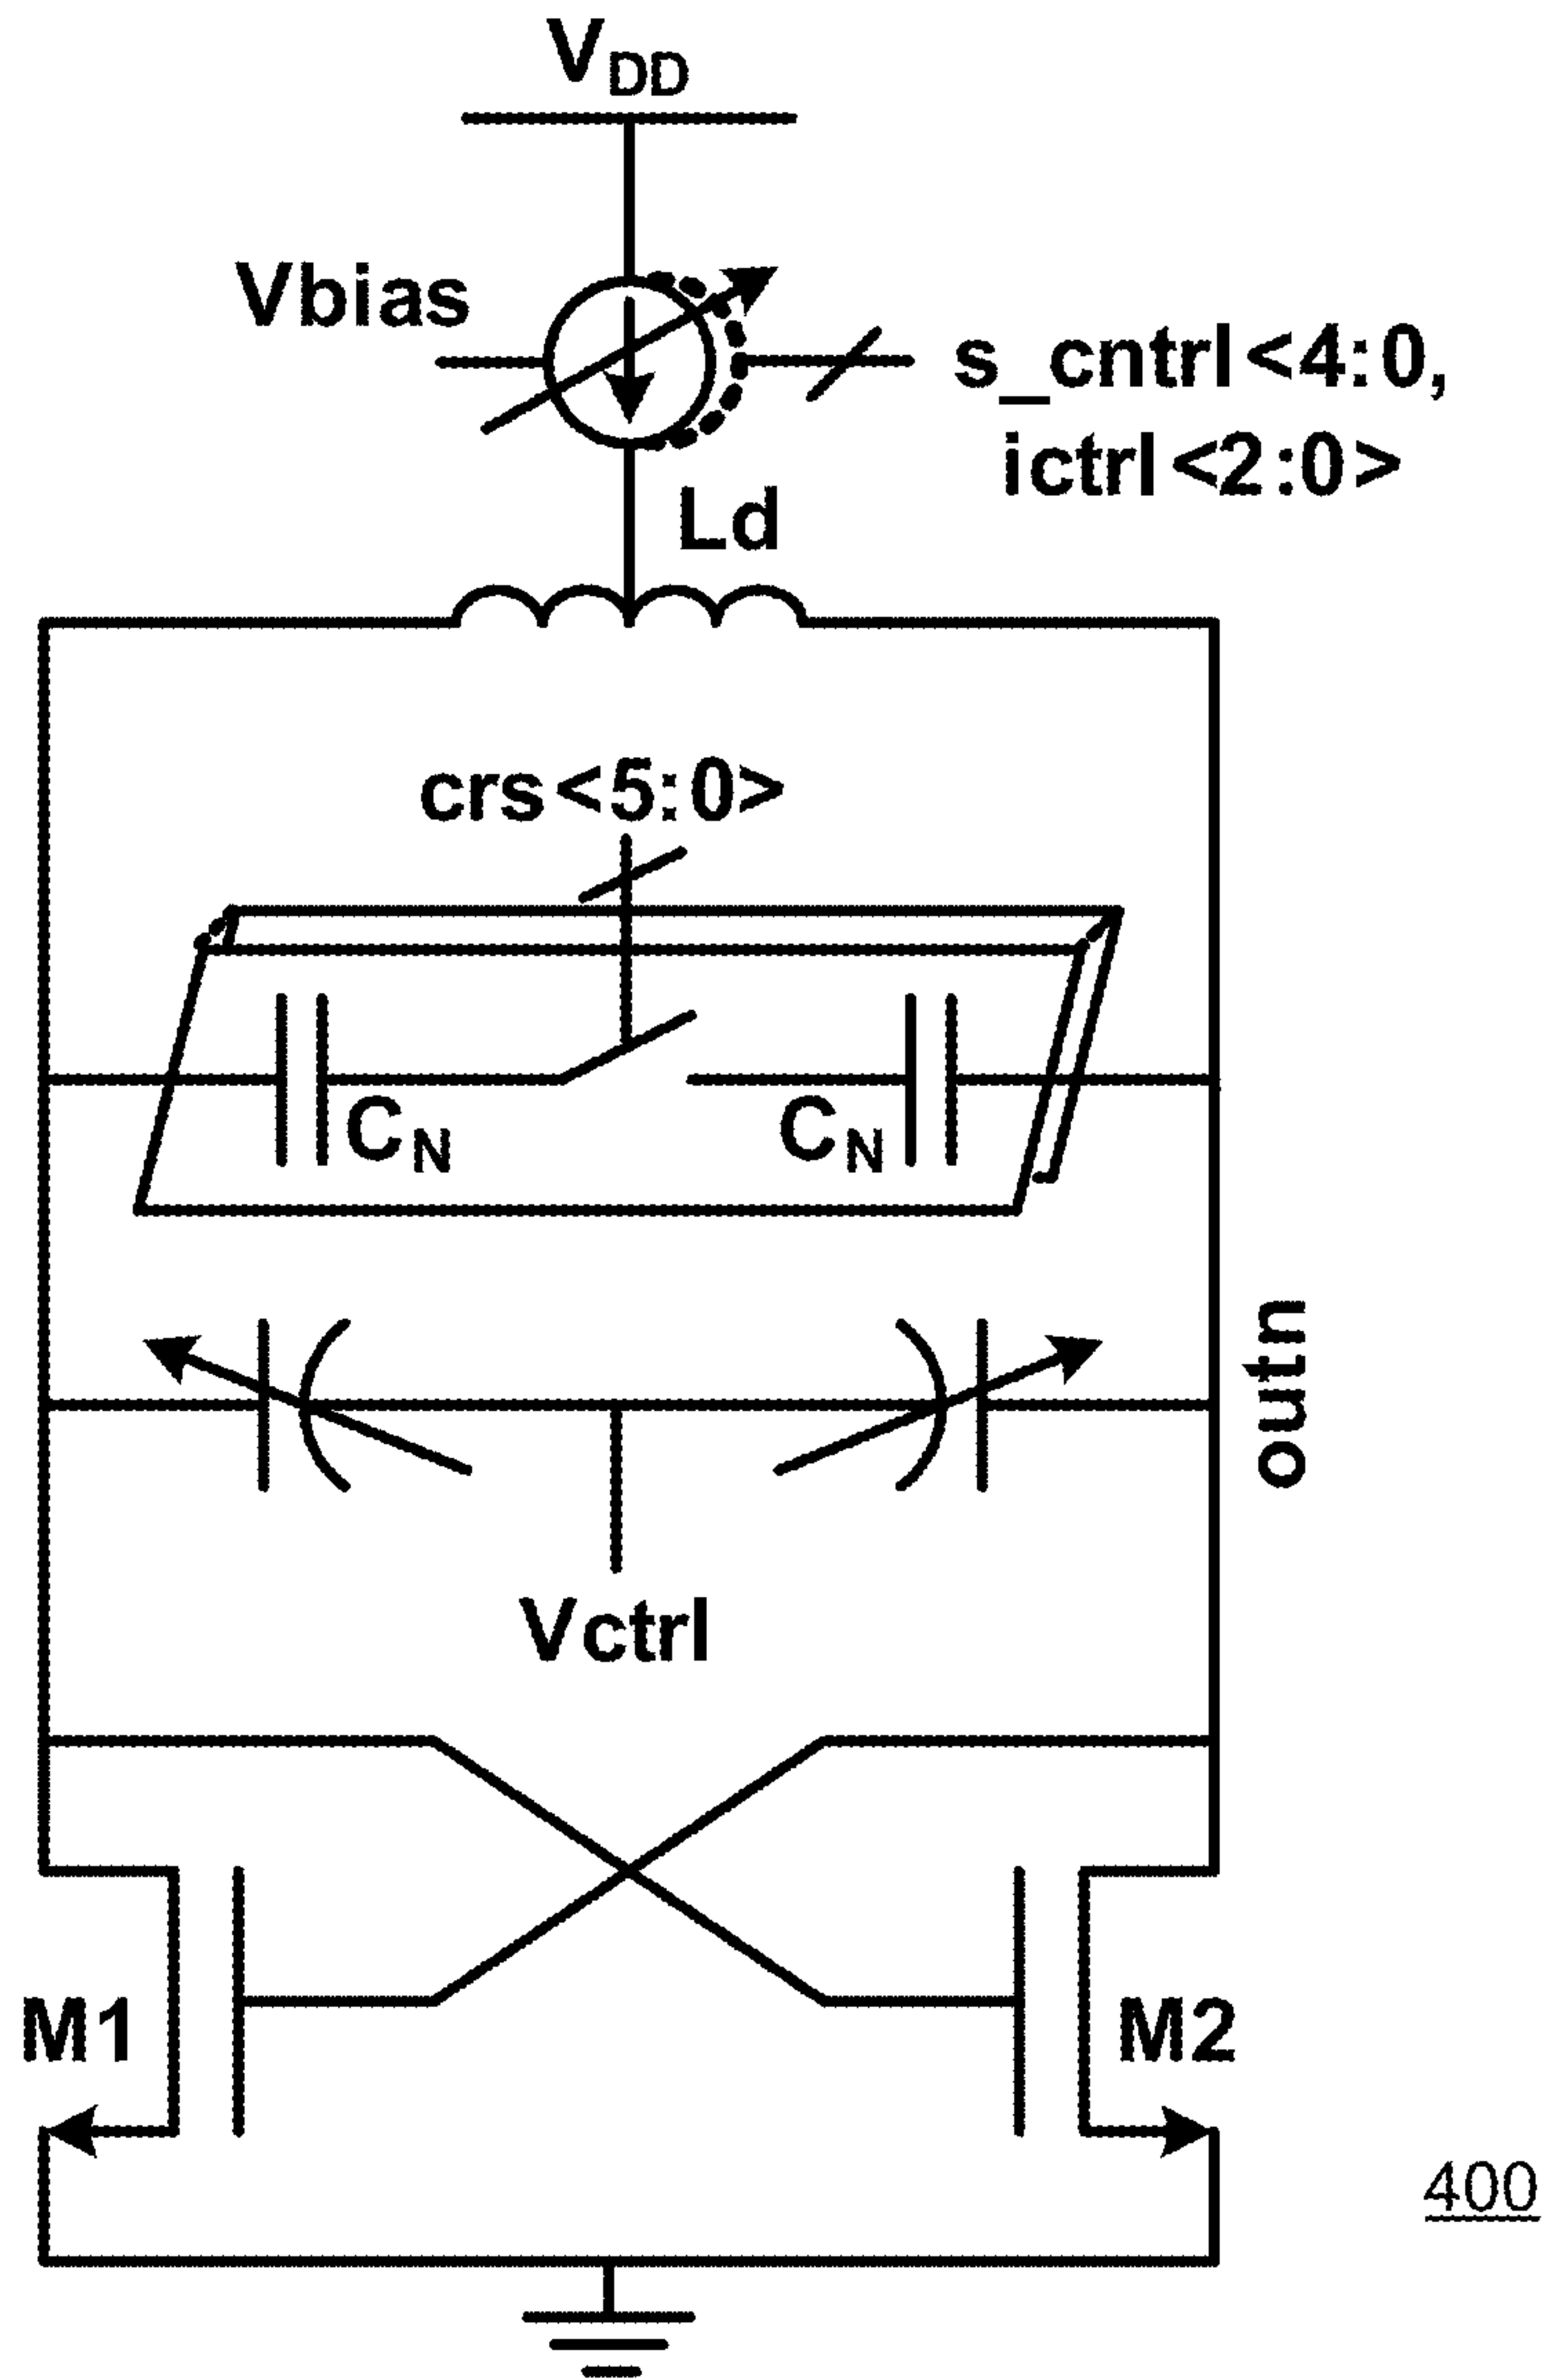 VDD
Vbias
s_cntrl<4:0,
ictrl<2:0>
Ld
crs<5:0>
CN
CN
outn
Vctrl
M1
M2
400